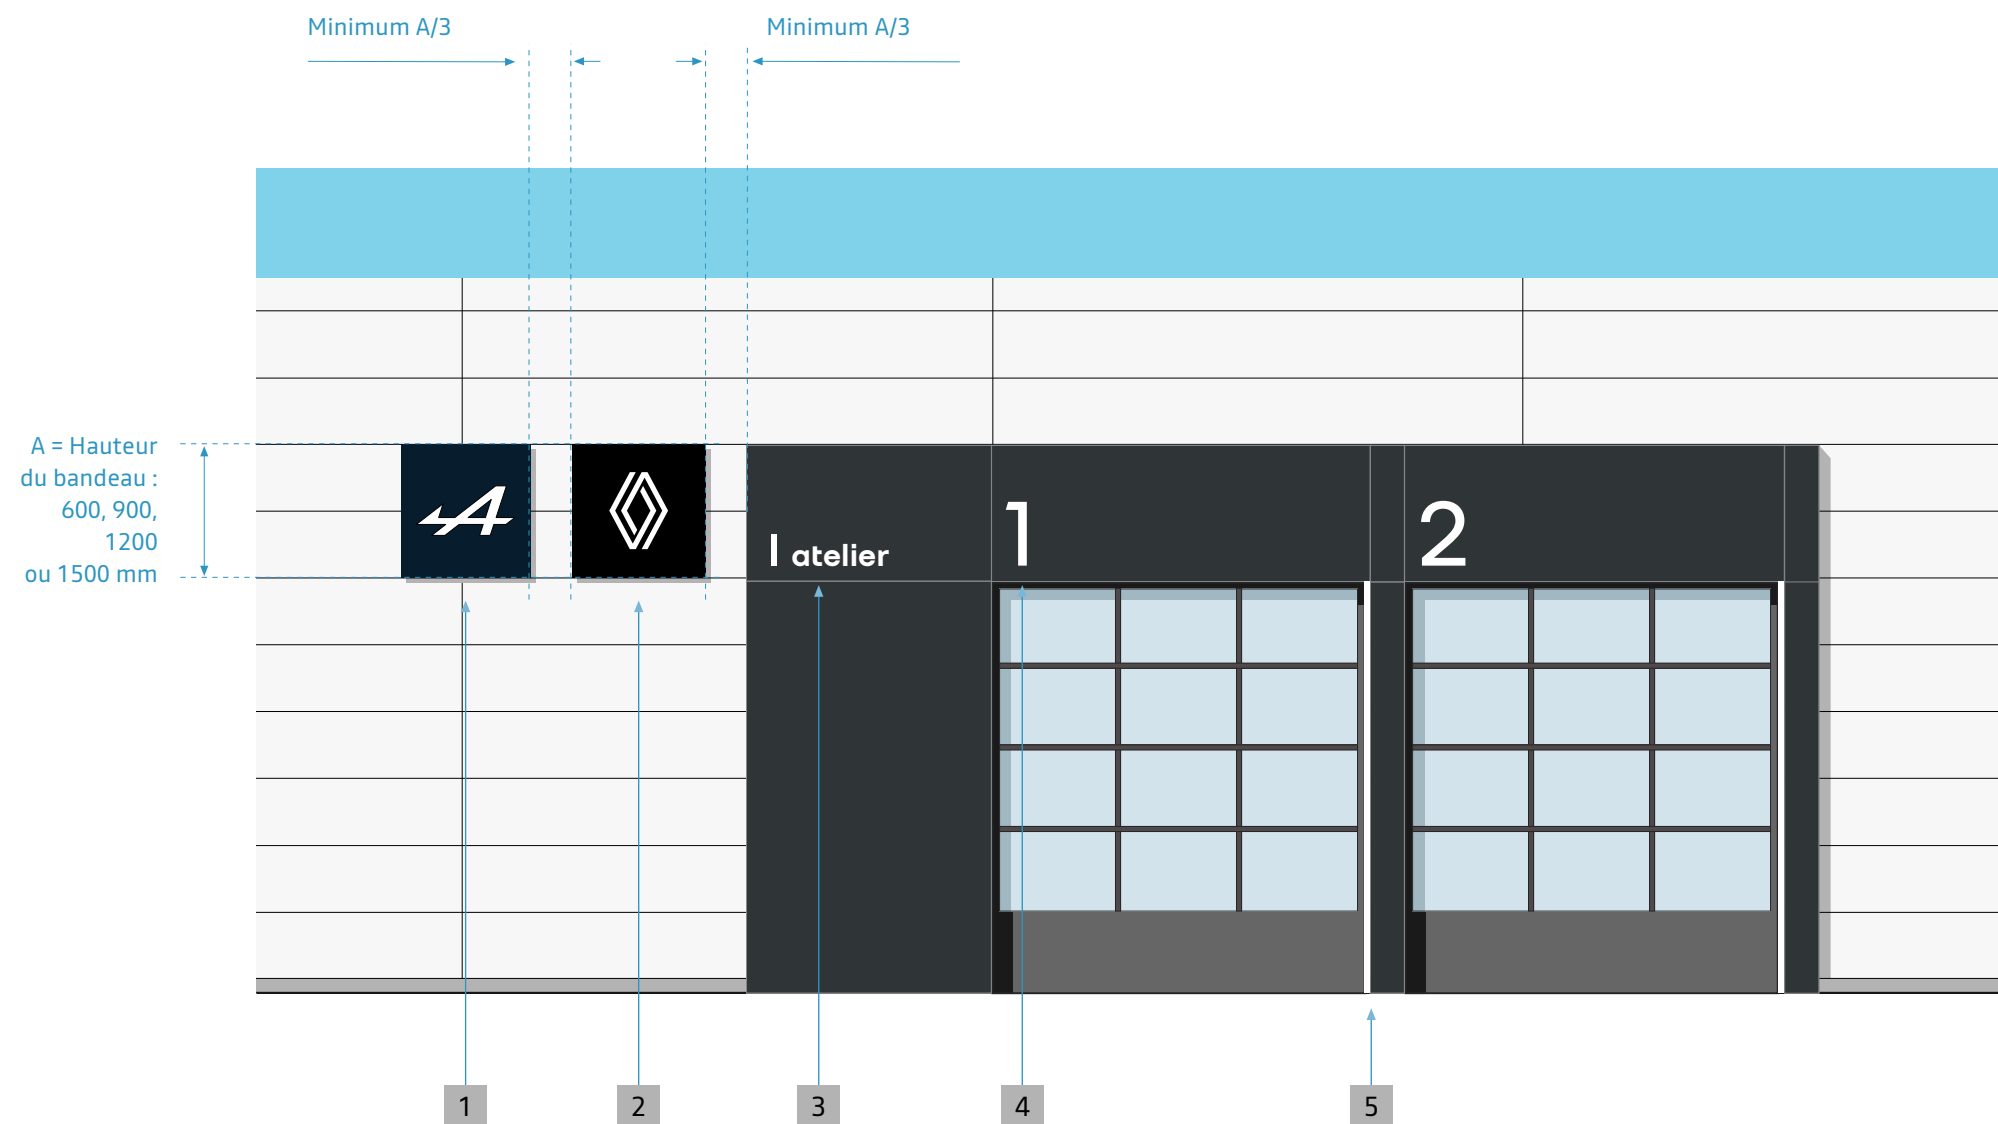 Minimum A/3
Minimum A/3
A = Hauteur
du bandeau :
600, 900,
1200
ou 1500 mm
| atelier
1
2
1
2
3
4
5